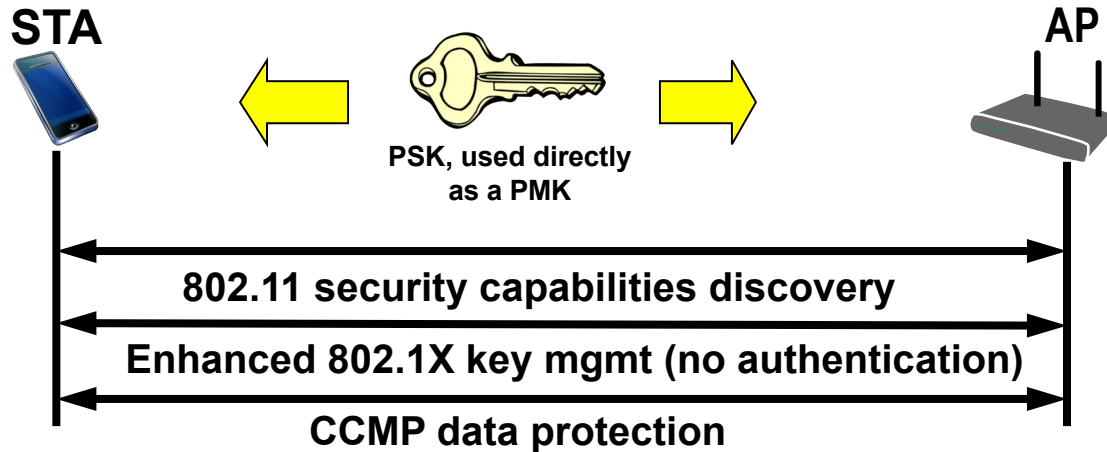 STA
AP
PSK, used directly
as a PMK
802.11 security capabilities discovery
Enhanced 802.1X key mgmt (no authentication)
CCMP data protection